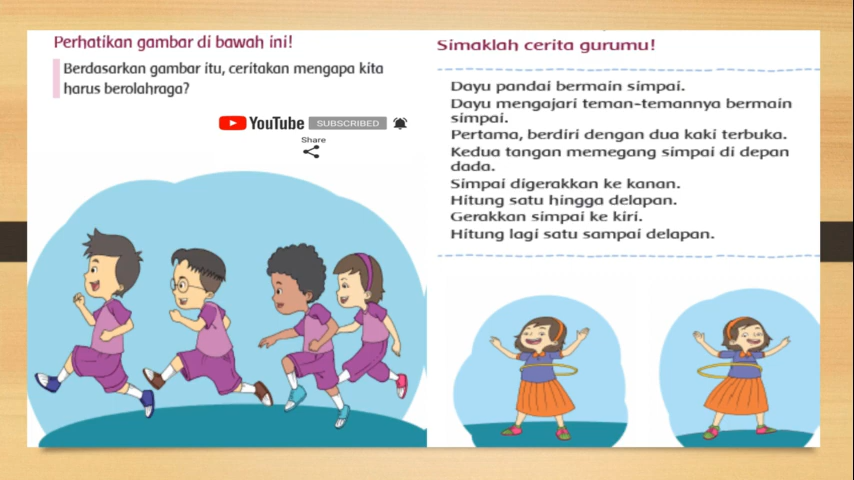 Perhatikan gambar di bawah ini!
Berdasarkan gambar itu, ceritakan mengapa kita
harus berolahraga?
YouTube SUBSCRIBED
Share
Simaklah cerita gurumu!
Dayu pandai bermain simpai.
Dayu mengajari teman-temannya bermain
simpai.
Pertama, berdiri dengan dua kaki terbuka.
Kedua tangan memegang simpai di depan
dada.
Simpai digerakkan ke kanan.
Hitung satu hingga delapan.
Gerakkan simpai ke kiri.
Hitung lagi satu sampai delapan.